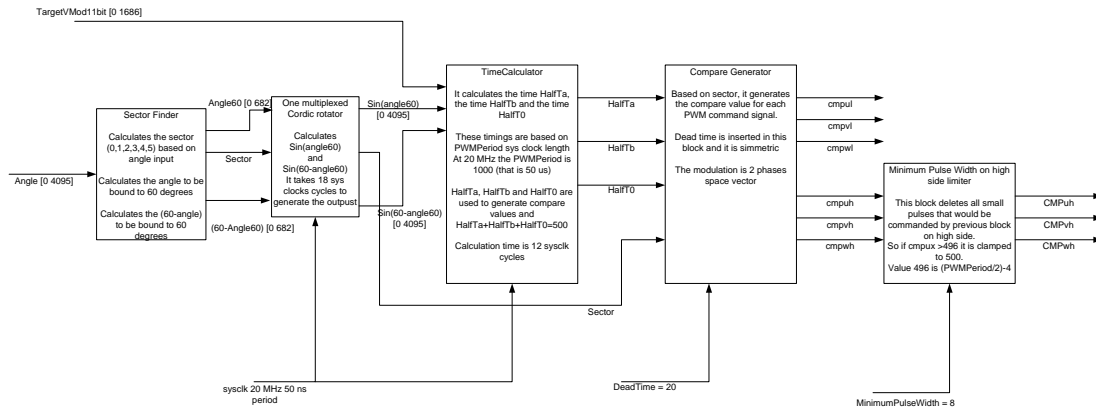 TargetVMod11bit [0 1686]
Angle [0 4095]
Sector Finder
Calculates the sector
(0,1,2,3,4,5) based on
angle input
Calculates the angle to be
bound to 60 degrees
Calculates the (60-angle)
to be bound to 60
degrees
Angle60 [0 682]
Sector
(60-Angle60) [0 682]
One multiplexed
Cordic rotator
Calculates
Sin(angle60)
and
Sin(60-angle60)
It takes 18 sys
clocks cycles to
generate the outpust
Sin(angle60)
[0 4095]
Sin(60-angle60)
[0 4095]
TimeCalculator
It calculates the time HalfTa,
the time HalfTb and the time
HalfT0
These timings are based on
PWMPeriod sys clock length
At 20 MHz the PWMPeriod is
1000 (that is 50 us)
HalfTa, HalfTb and HalfT0 are
used to generate compare
values and
HalfTa+HalfTb+HalfT0=500
Calculation time is 12 sysclk
cycles
HalfTa
HalfTb
HalfT0
Sector
Compare Generator
Based on sector, it generates
the compare value for each
PWM command signal.
Dead time is inserted in this
block and it is simmetric
The modulation is 2 phases
space vector
cmpul
cmpvl
cmpwl
cmpuh
cmpvh
cmpwh
Minimum Pulse Width on high
side limiter
This block deletes all small
pulses that would be
commanded by previous block
on high side.
So if cmpux >496 it is clamped
to 500.
Value 496 is (PWMPeriod/2)-4
CMPuh
CMPvh
CMPwh
sysclk 20 MHz 50 ns
period
DeadTime = 20
MinimumPulseWidth = 8